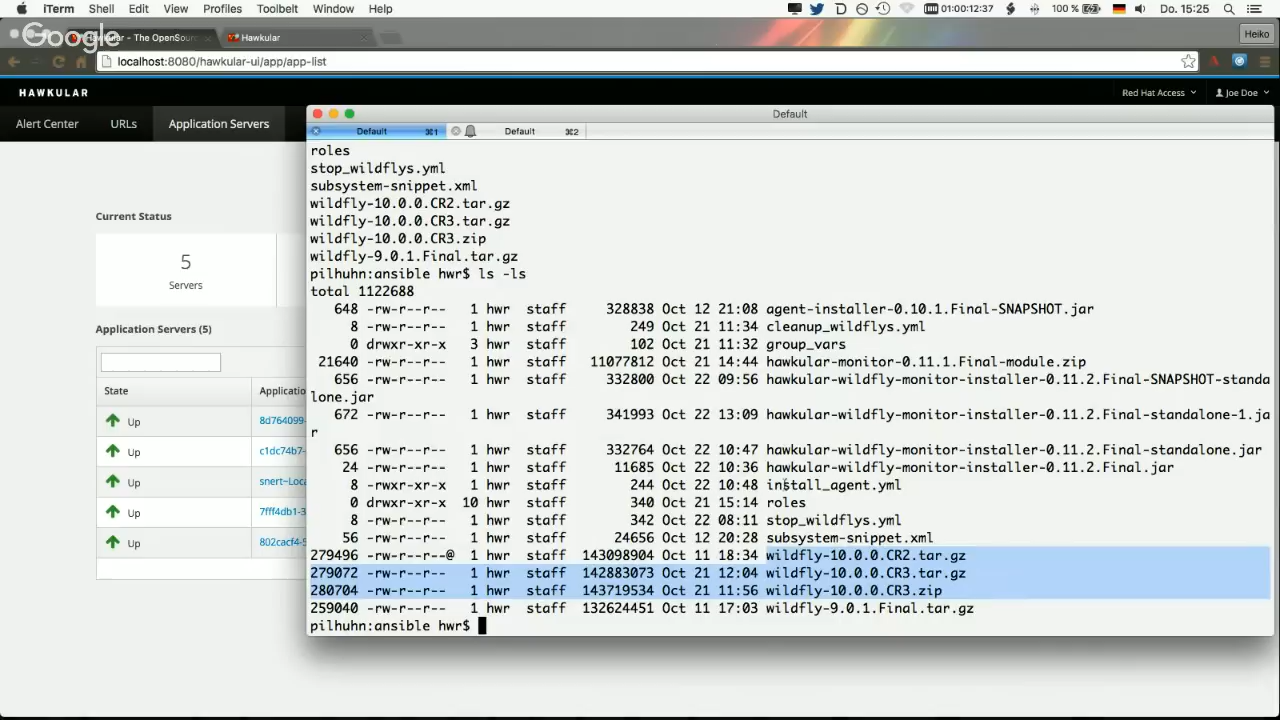 iTerm Shell Edit View Profiles Toolbelt Window Help 00:00:12:37 100 % Do. 15:25
Google
Hawkular Heiko
localhost:8080/hawkular-ui/app/app-list
HAWKULAR Red Hat Access Joe Doe
Alert Center URLs Application Servers
Default
Default ⌘1 Default ⌘2
Current Status
5
Servers
Application Servers (5)
State Application
Up 8d764099-
Up c1dc74b7-
Up snert~Loca
Up 7fff4db1-3
Up 802cacf4-5
roles
stop_wildflys.yml
subsystem-snippet.xml
wildfly-10.0.0.CR2.tar.gz
wildfly-10.0.0.CR3.tar.gz
wildfly-10.0.0.CR3.zip
wildfly-9.0.1.Final.tar.gz
pilhuhn:ansible hwr$ ls -ls
total 1122688
648 -rw-r--r-- 1 hwr staff 328838 Oct 12 21:08 agent-installer-0.10.1.Final-SNAPSHOT.jar
8 -rw-r--r-- 1 hwr staff 249 Oct 21 11:34 cleanup_wildflys.yml
0 drwxr-xr-x 3 hwr staff 102 Oct 21 11:32 group_vars
21640 -rw-r--r-- 1 hwr staff 11077812 Oct 21 14:44 hawkular-monitor-0.11.1.Final-module.zip
656 -rw-r--r-- 1 hwr staff 332800 Oct 22 09:56 hawkular-wildfly-monitor-installer-0.11.2.Final-SNAPSHOT-standa
lone.jar
672 -rw-r--r-- 1 hwr staff 341993 Oct 22 13:09 hawkular-wildfly-monitor-installer-0.11.2.Final-standalone-1.ja
r
656 -rw-r--r-- 1 hwr staff 332764 Oct 22 10:47 hawkular-wildfly-monitor-installer-0.11.2.Final-standalone.jar
24 -rw-r--r-- 1 hwr staff 11685 Oct 22 10:36 hawkular-wildfly-monitor-installer-0.11.2.Final.jar
8 -rwxr-xr-x 1 hwr staff 244 Oct 22 10:48 install_agent.yml
0 drwxr-xr-x 10 hwr staff 340 Oct 21 15:14 roles
8 -rw-r--r-- 1 hwr staff 342 Oct 22 08:11 stop_wildflys.yml
56 -rw-r--r-- 1 hwr staff 24656 Oct 12 20:28 subsystem-snippet.xml
279496 -rw-r--r--@ 1 hwr staff 143098904 Oct 11 18:34 wildfly-10.0.0.CR2.tar.gz
279072 -rw-r--r-- 1 hwr staff 142883073 Oct 21 12:04 wildfly-10.0.0.CR3.tar.gz
280704 -rw-r--r-- 1 hwr staff 143719534 Oct 21 11:56 wildfly-10.0.0.CR3.zip
259040 -rw-r--r-- 1 hwr staff 132624451 Oct 11 17:03 wildfly-9.0.1.Final.tar.gz
pilhuhn:ansible hwr$